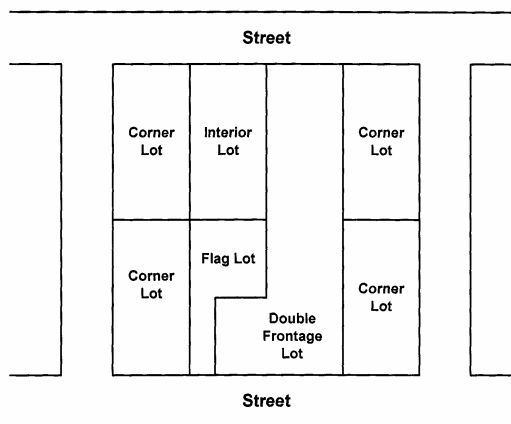 Street
Corner
Lot
Interior
Lot
Corner
Lot
Flag Lot
Corner
Lot
Corner
Lot
Double
Frontage
Lot
Street